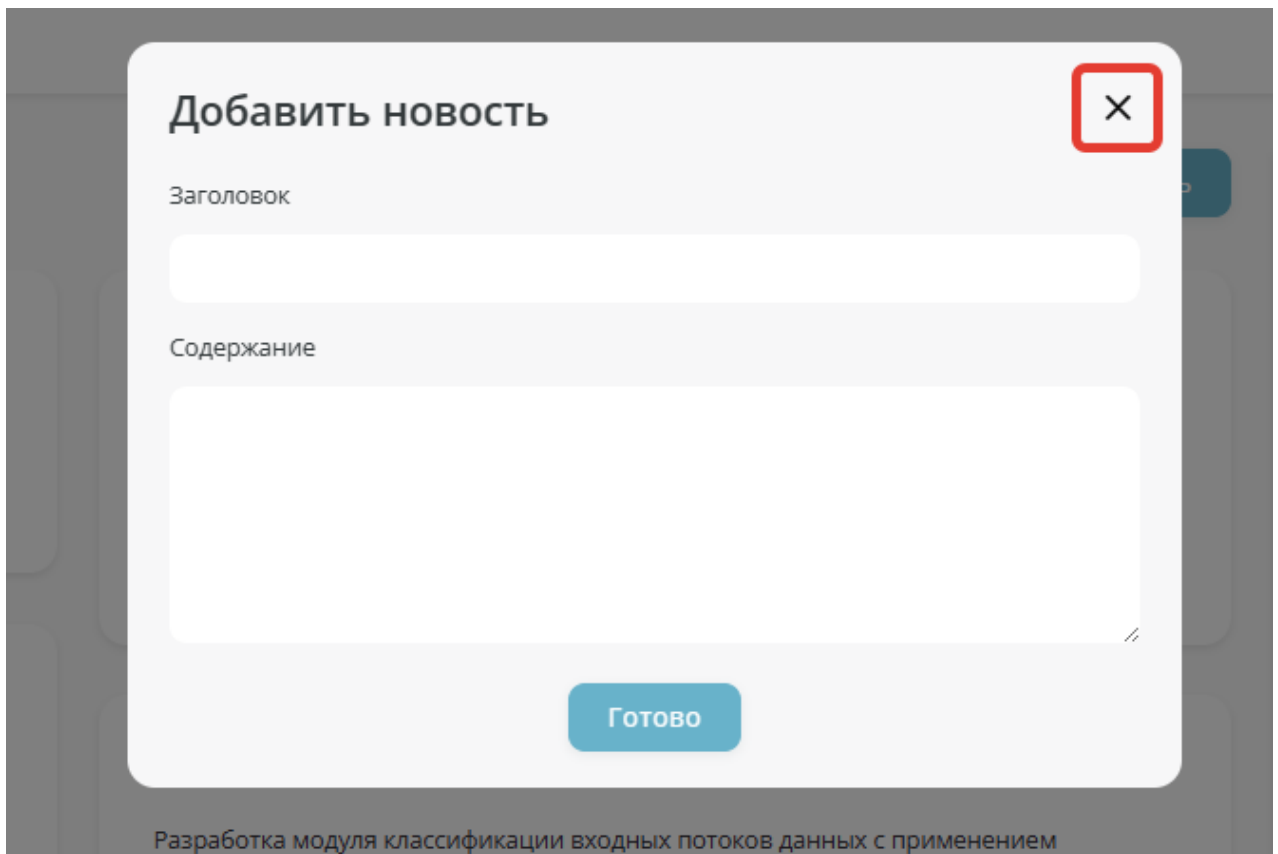 Добавить новость
Заголовок
ь
Содержание
Готово
Разработка модуля классификации входных потоков данных с применением